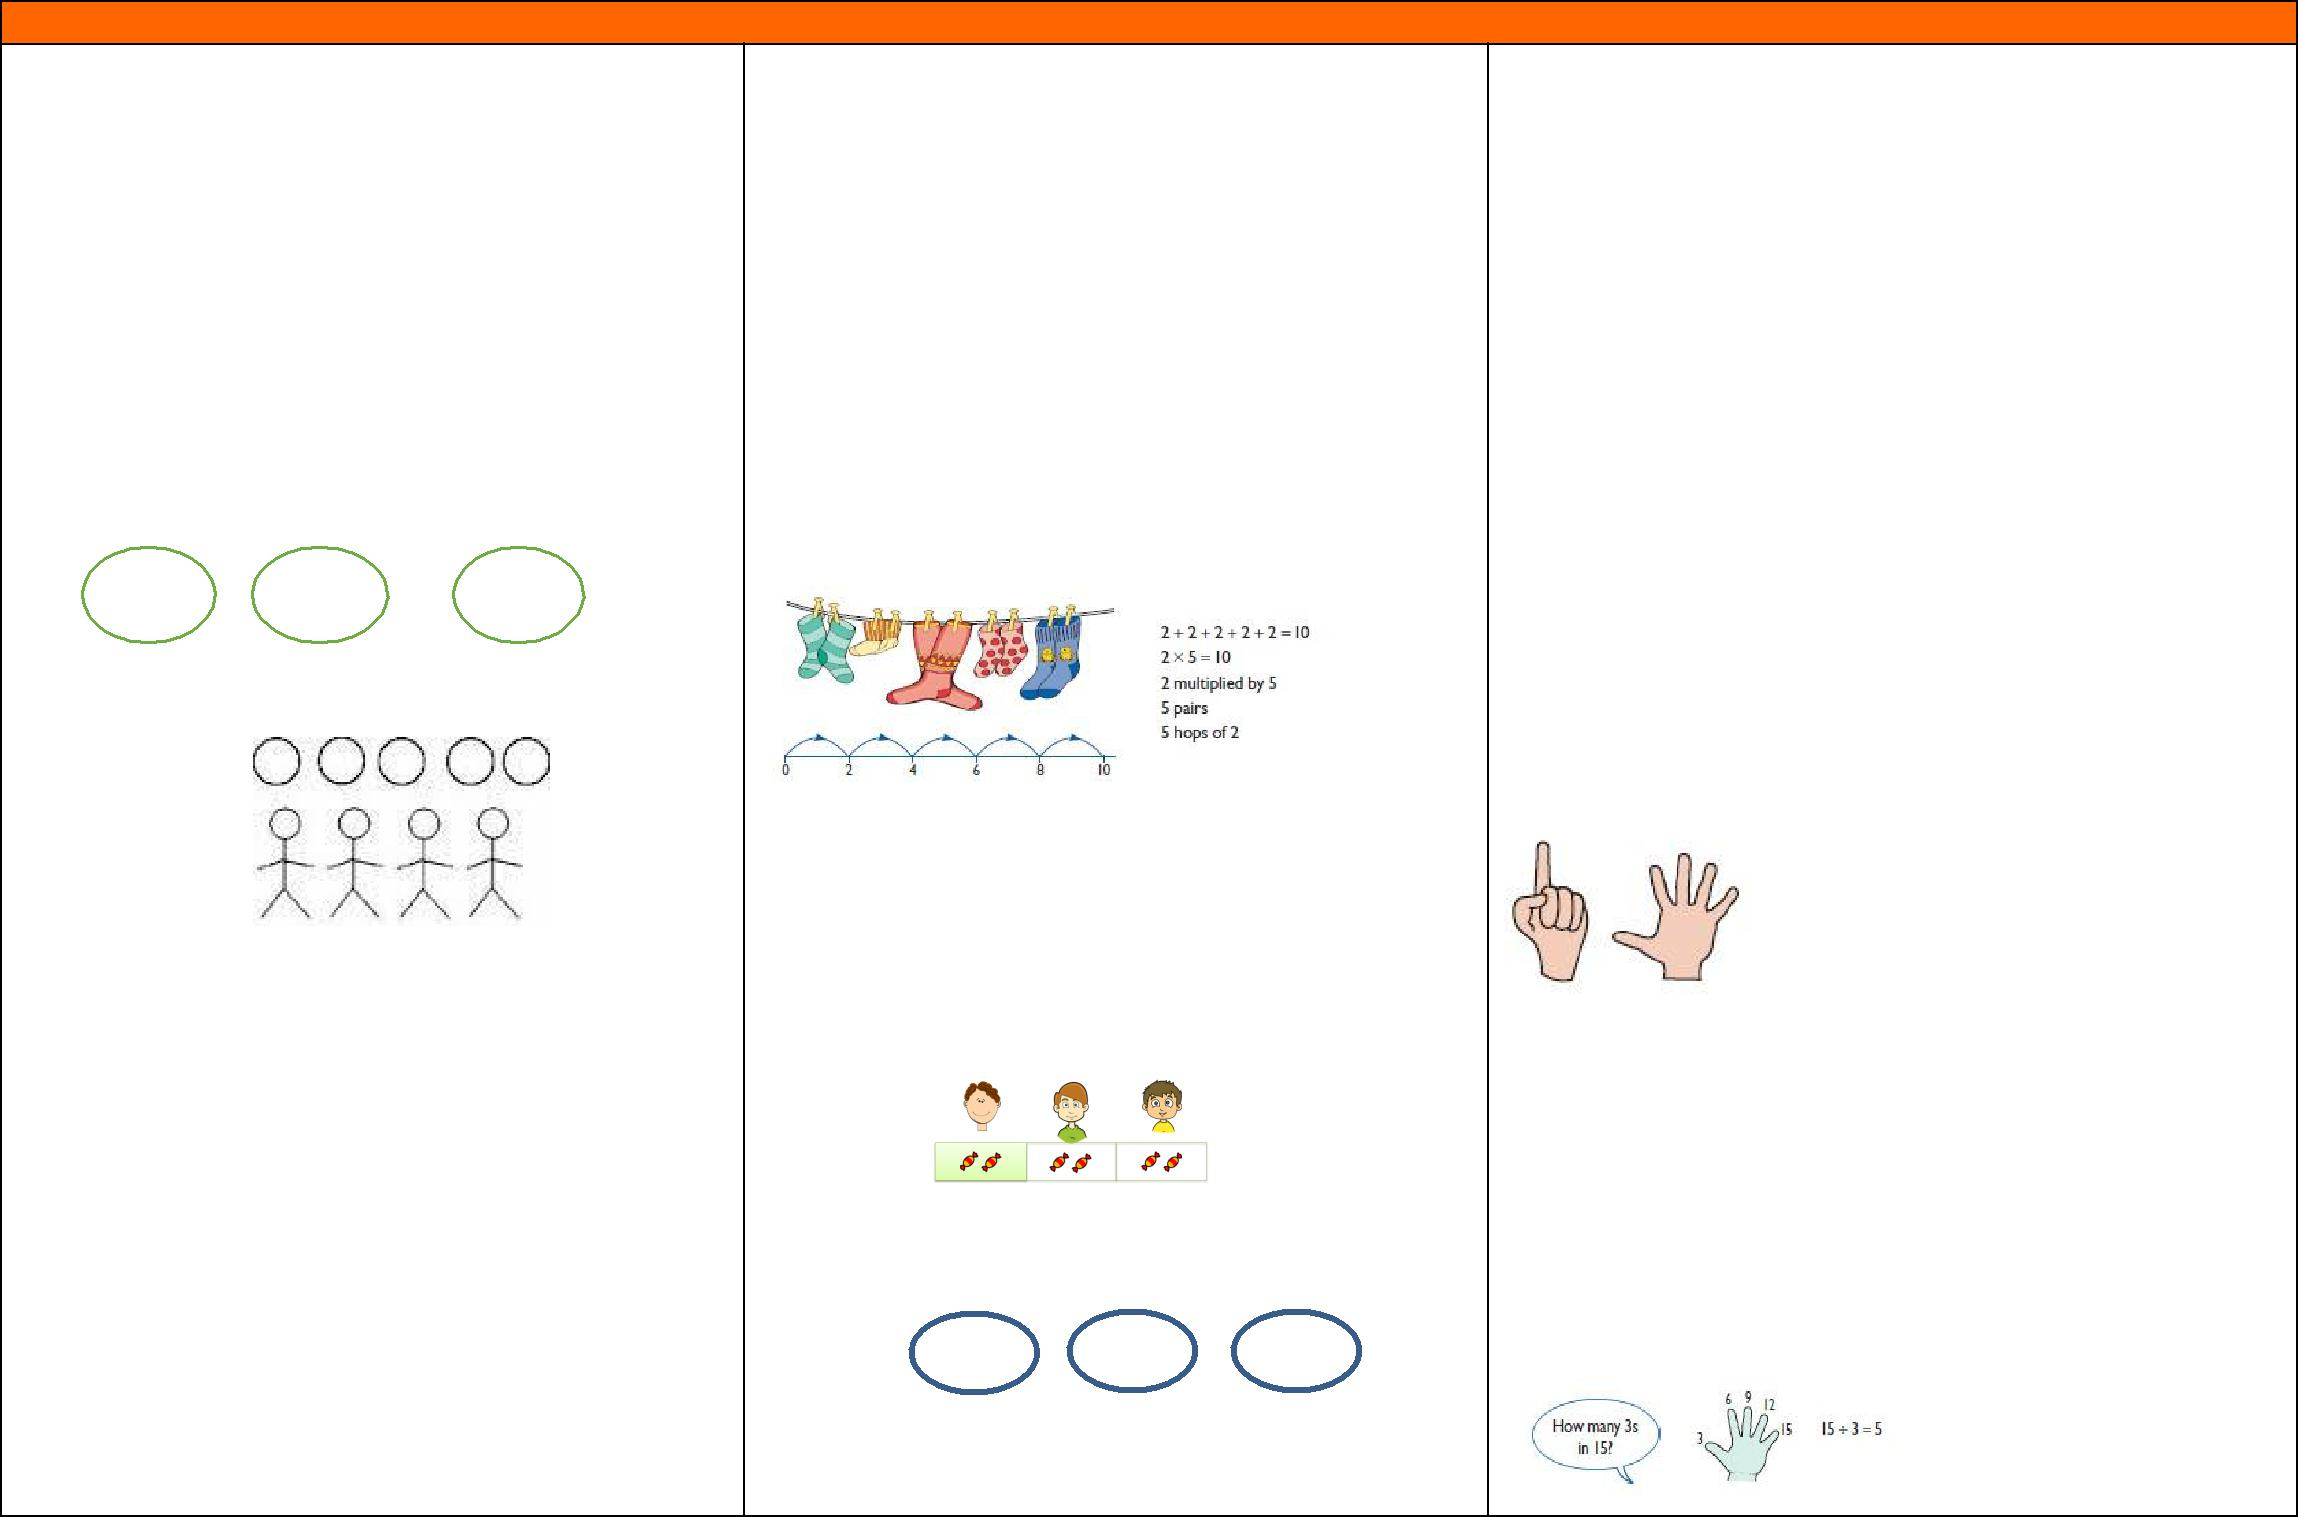 2 + 2 + 2 + 2 + 2 = 10
2 × 5 = 10
2 multiplied by 5
5 pairs
5 hops of 2
0 2 4 6 8 10
How many 3s
in 15?
3 6 9 12 15
15 ÷ 3 = 5